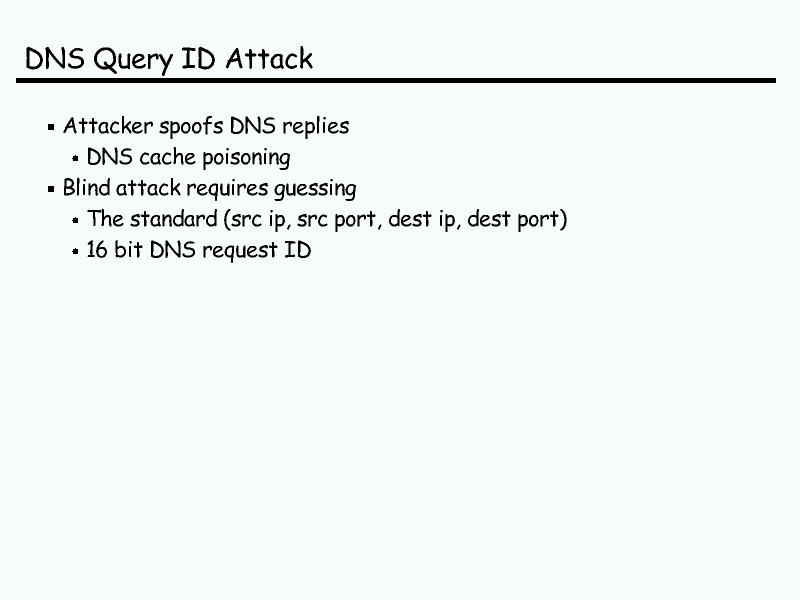 DNS Query ID Attack
Attacker spoofs DNS replies
DNS cache poisoning
Blind attack requires guessing
The standard (src ip, src port, dest ip, dest port)
16 bit DNS request ID